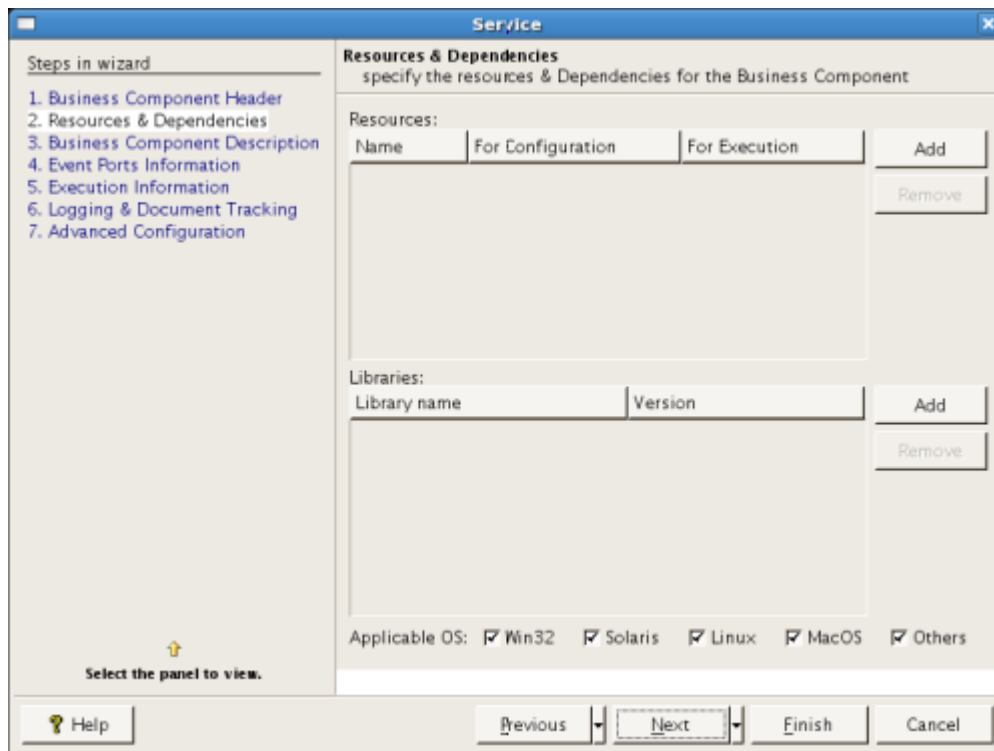 Service
Steps in wizard
1. Business Component Header
2. Resources & Dependencies
3. Business Component Description
4. Event Ports Information
5. Execution Information
6. Logging & Document Tracking
7. Advanced Configuration
Select the panel to view.
Resources & Dependencies
specify the resources & Dependencies for the Business Component
Resources:
Name For Configuration For Execution
Add
Remove
Libraries:
Library name Version
Add
Remove
Applicable OS: Win32 Solaris Linux MacOS Others
Help Previous Next Finish Cancel